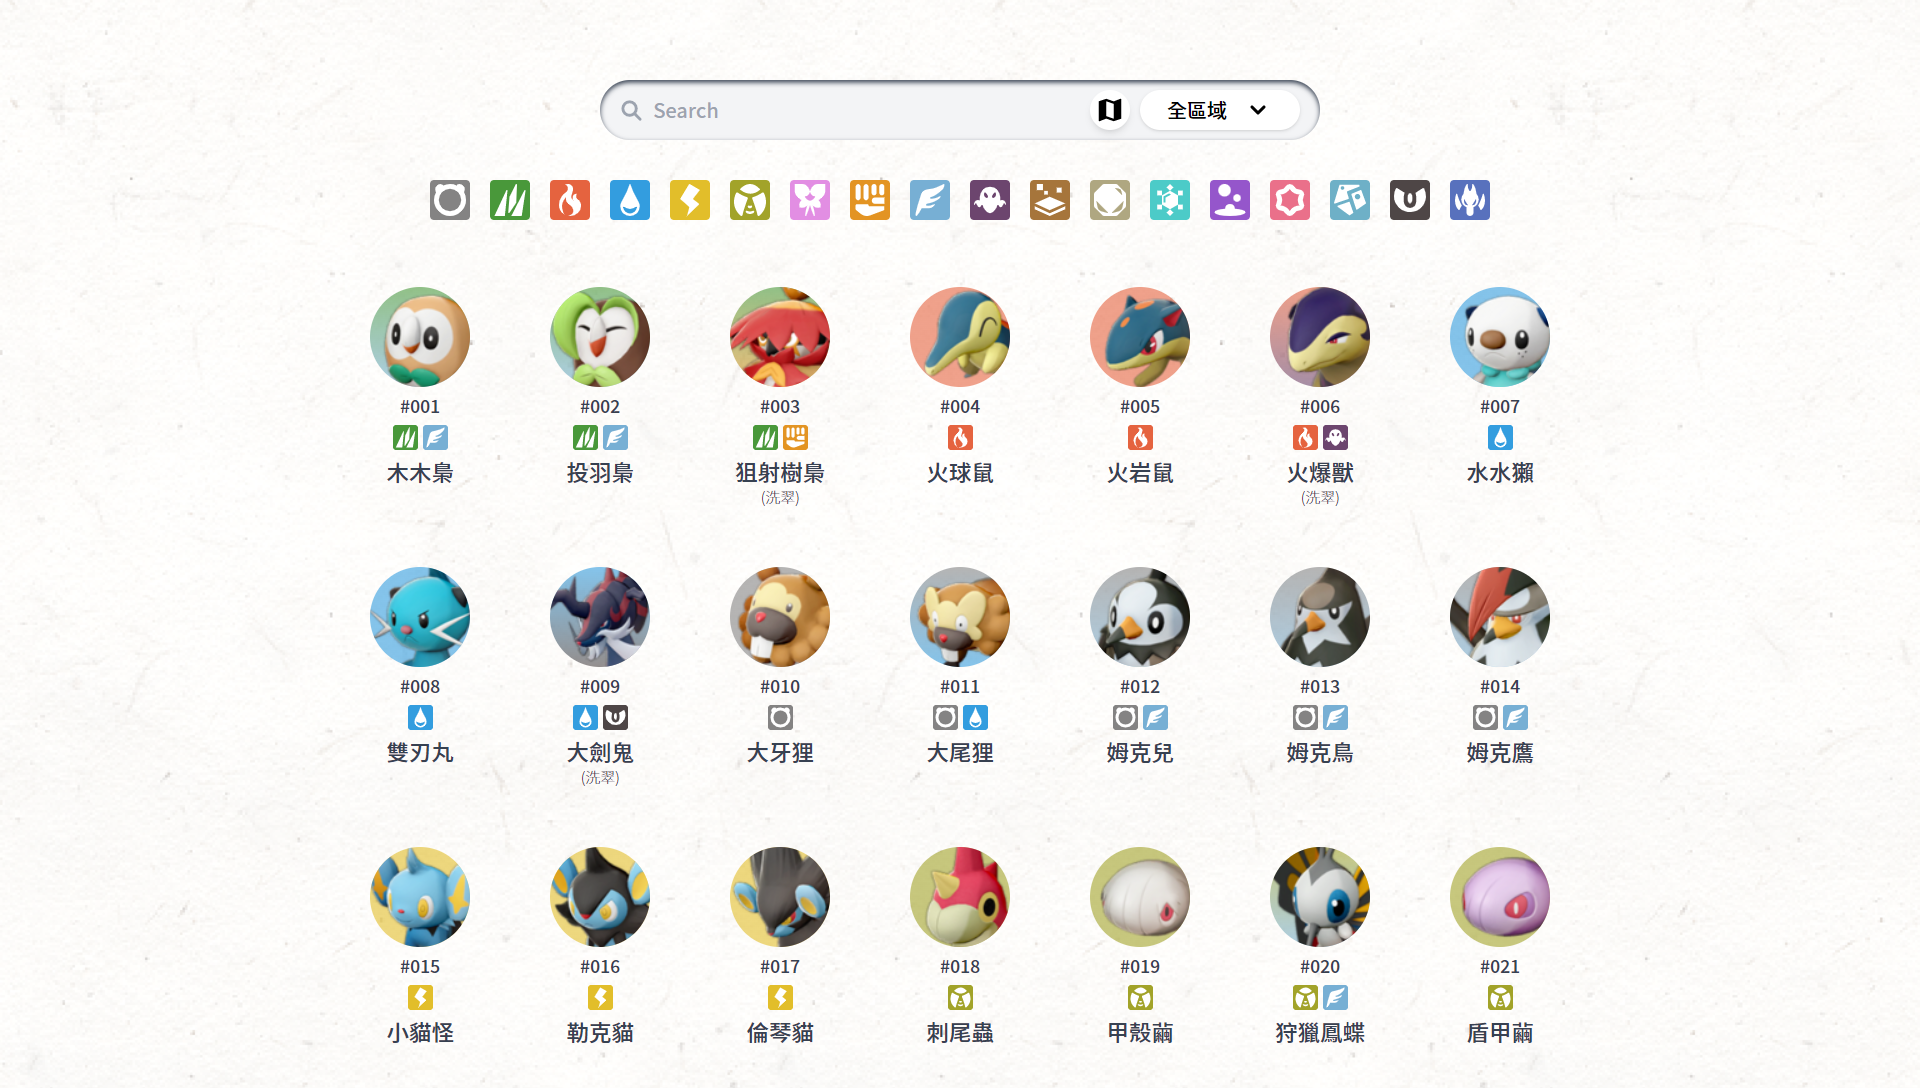 Search
全區域
#001
木木梟
#002
投羽梟
#003
狙射樹梟
(洗翠)
#004
火球鼠
#005
火岩鼠
#006
火爆獸
(洗翠)
#007
水水獺
#008
雙刃丸
#009
大劍鬼
(洗翠)
#010
大牙狸
#011
大尾狸
#012
姆克兒
#013
姆克鳥
#014
姆克鷹
#015
小貓怪
#016
勒克貓
#017
倫琴貓
#018
刺尾蟲
#019
甲殼繭
#020
狩獵鳳蝶
#021
盾甲繭